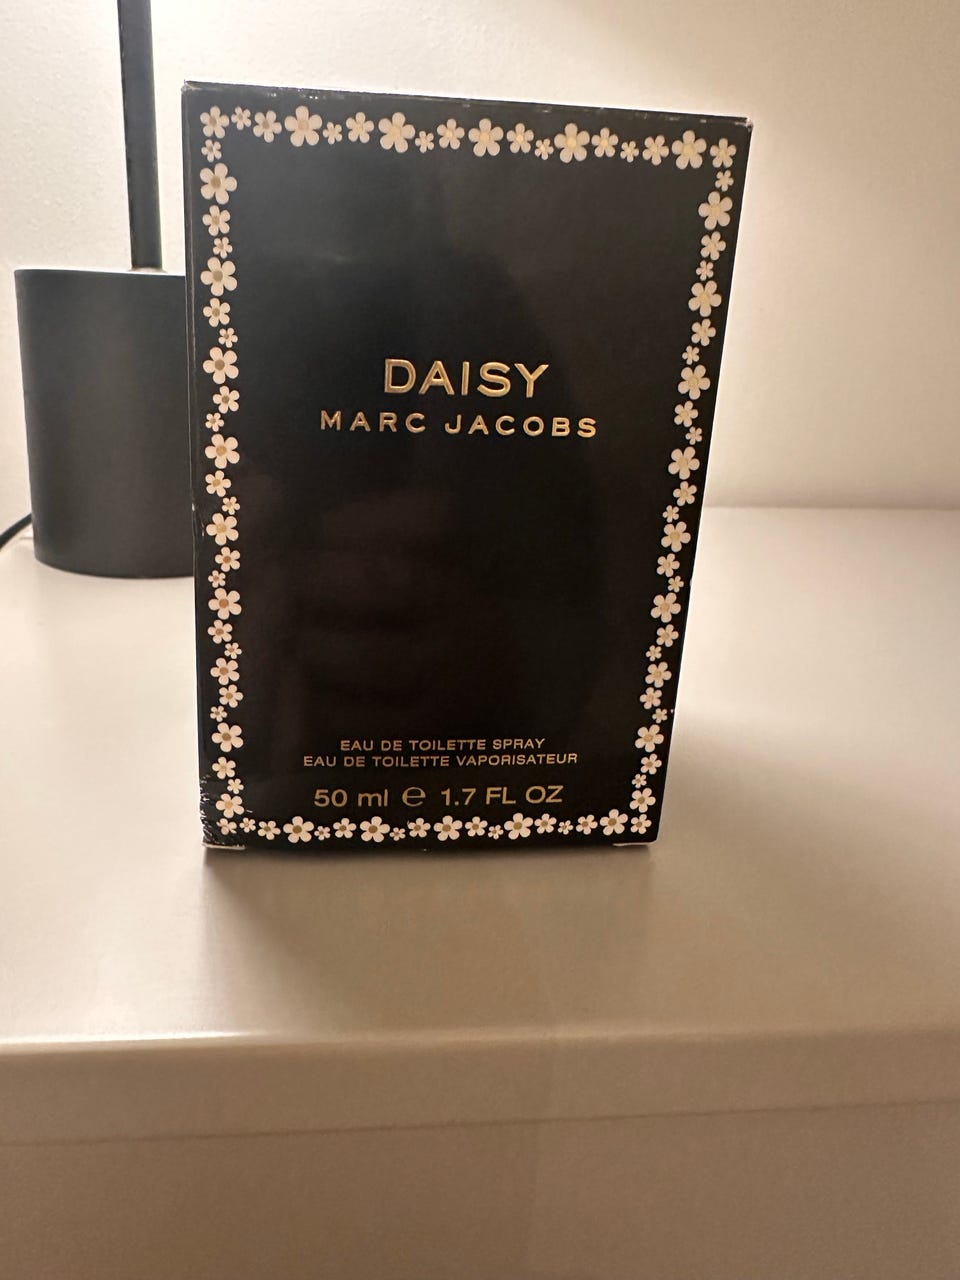 DAISY
MARC JACOBS
EAU DE TOILETTE SPRAY
EAU DE TOILETTE VAPORISATEUR
50 ml ℮ 1.7 FL OZ